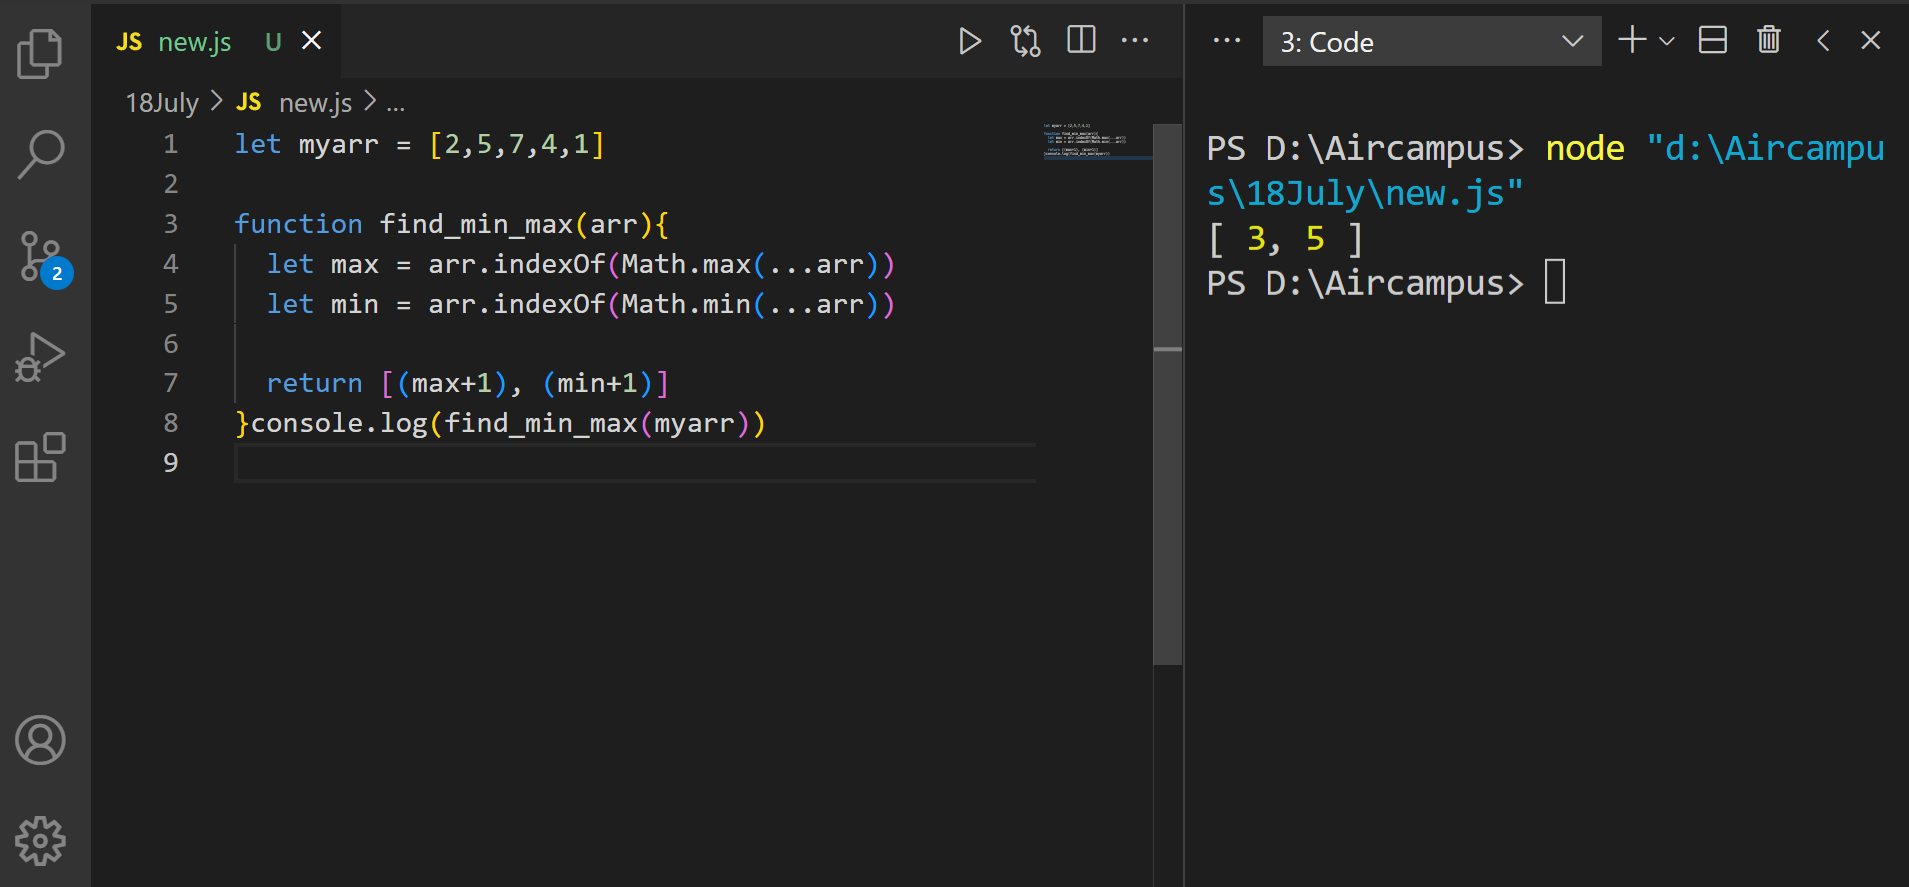 JS new.js U
18July > JS new.js > ...
1 let myarr = [2,5,7,4,1]
2
3 function find_min_max(arr){
4 let max = arr.indexOf(Math.max(...arr))
5 let min = arr.indexOf(Math.min(...arr))
6
7 return [(max+1), (min+1)]
8 }console.log(find_min_max(myarr))
9
2
3: Code
PS D:\Aircampus> node "d:\Aircampu
s\18July\new.js"
[ 3, 5 ]
PS D:\Aircampus>